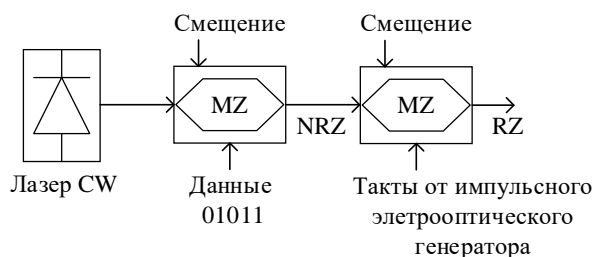 Смещение
Смещение
MZ
MZ
NRZ
RZ
Лазер CW
Данные
01011
Такты от импульсного
элетрооптического
генератора